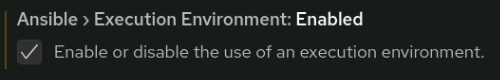 Ansible › Execution Environment: Enabled
Enable or disable the use of an execution environment.